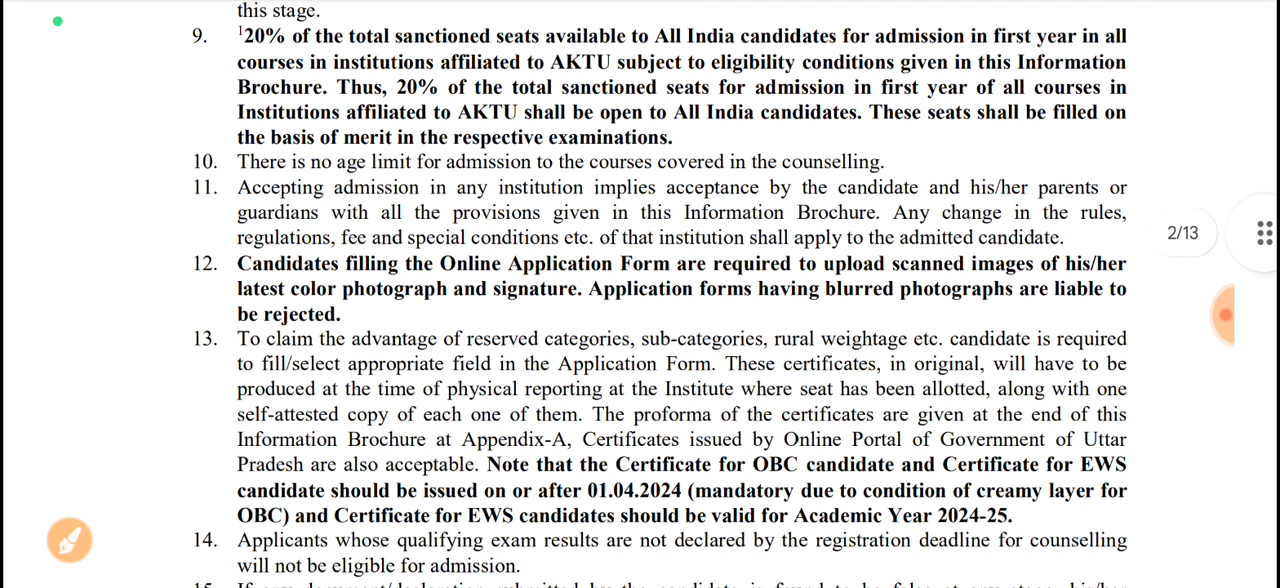 this stage.
9. ¹20% of the total sanctioned seats available to All India candidates for admission in first year in all
courses in institutions affiliated to AKTU subject to eligibility conditions given in this Information
Brochure. Thus, 20% of the total sanctioned seats for admission in first year of all courses in
Institutions affiliated to AKTU shall be open to All India candidates. These seats shall be filled on
the basis of merit in the respective examinations.
10. There is no age limit for admission to the courses covered in the counselling.
11. Accepting admission in any institution implies acceptance by the candidate and his/her parents or
guardians with all the provisions given in this Information Brochure. Any change in the rules,
regulations, fee and special conditions etc. of that institution shall apply to the admitted candidate.
2/13
12. Candidates filling the Online Application Form are required to upload scanned images of his/her
latest color photograph and signature. Application forms having blurred photographs are liable to
be rejected.
13. To claim the advantage of reserved categories, sub-categories, rural weightage etc. candidate is required
to fill/select appropriate field in the Application Form. These certificates, in original, will have to be
produced at the time of physical reporting at the Institute where seat has been allotted, along with one
self-attested copy of each one of them. The proforma of the certificates are given at the end of this
Information Brochure at Appendix-A, Certificates issued by Online Portal of Government of Uttar
Pradesh are also acceptable. Note that the Certificate for OBC candidate and Certificate for EWS
candidate should be issued on or after 01.04.2024 (mandatory due to condition of creamy layer for
OBC) and Certificate for EWS candidates should be valid for Academic Year 2024-25.
14. Applicants whose qualifying exam results are not declared by the registration deadline for counselling
will not be eligible for admission.